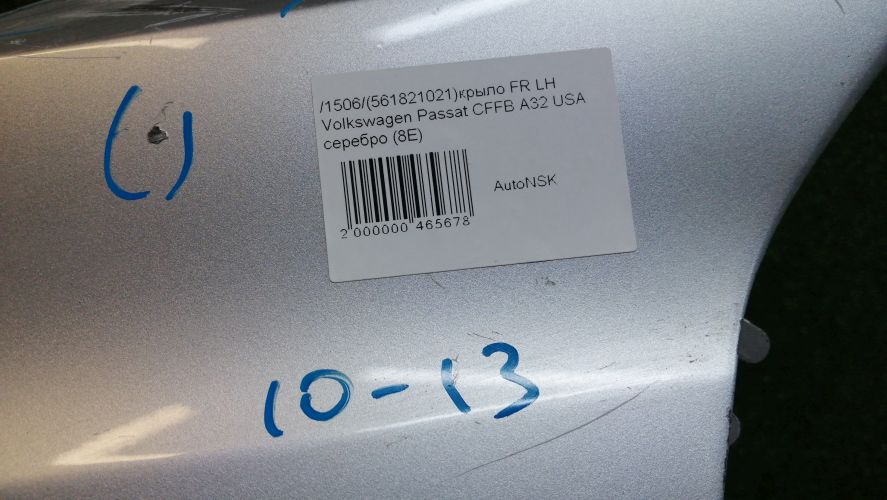 /1506/(561821021)крыло FR LH
Volkswagen Passat CFFB A32 USA
серебро (8E)
AutoNSK
2 000000 465678
( )
10-13